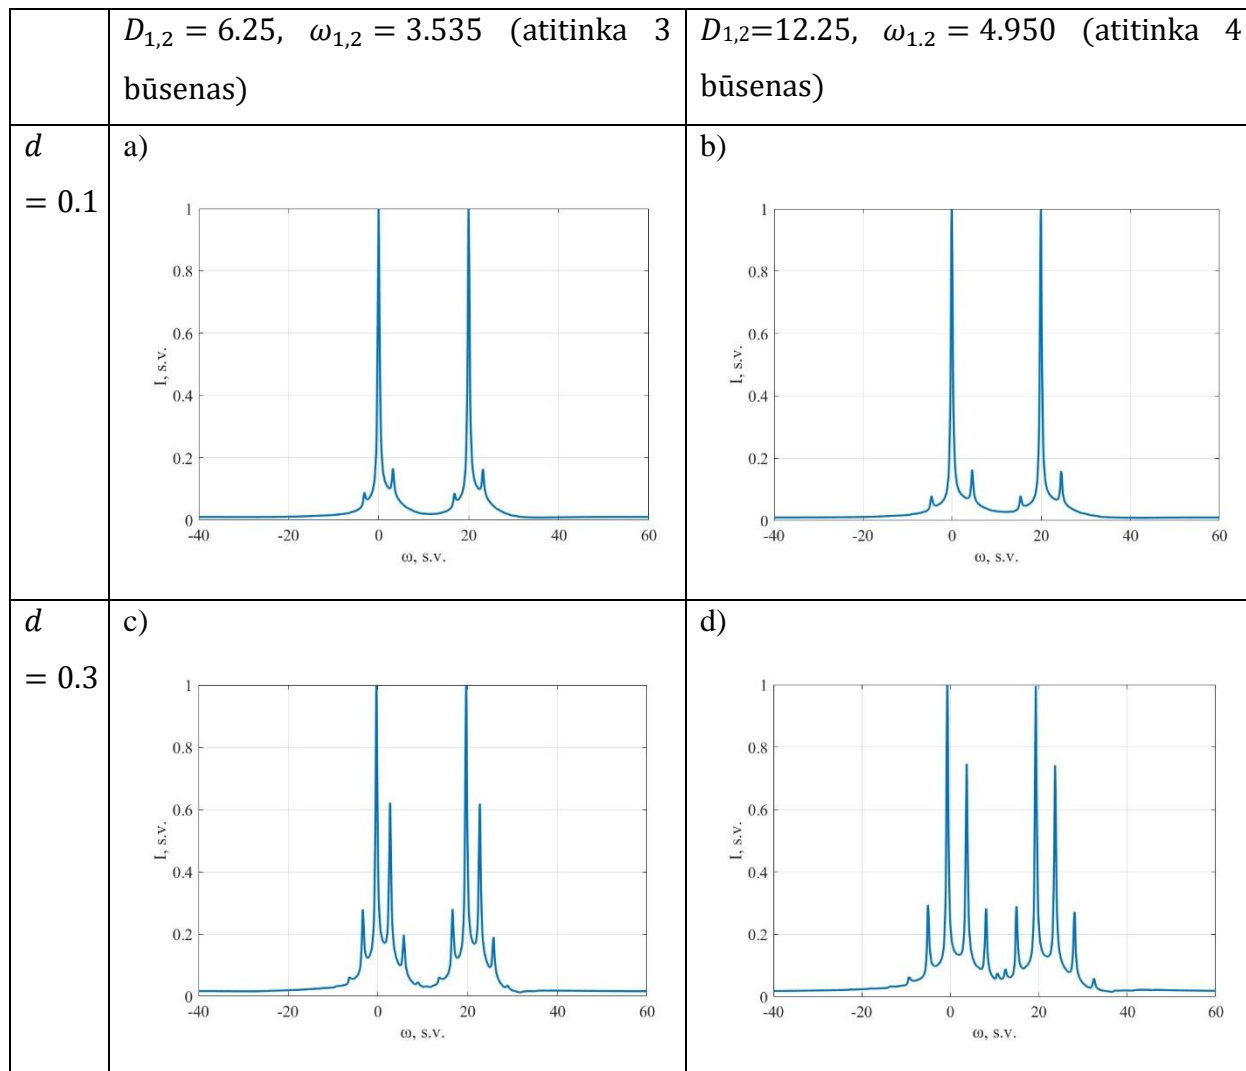 D₁,₂ = 6.25, ω₁,₂ = 3.535 (atitinka 3
būsenas)
D₁,₂=12.25, ω₁.₂ = 4.950 (atitinka 4
būsenas)
d
= 0.1
a)
1
0.8
0.6
0.4
0.2
0
I, s.v.
-40 -20 0 20 40 60
ω, s.v.
b)
1
0.8
0.6
0.4
0.2
0
I, s.v.
-40 -20 0 20 40 60
ω, s.v.
d
= 0.3
c)
1
0.8
0.6
0.4
0.2
0
I, s.v.
-40 -20 0 20 40 60
ω, s.v.
d)
1
0.8
0.6
0.4
0.2
0
I, s.v.
-40 -20 0 20 40 60
ω, s.v.